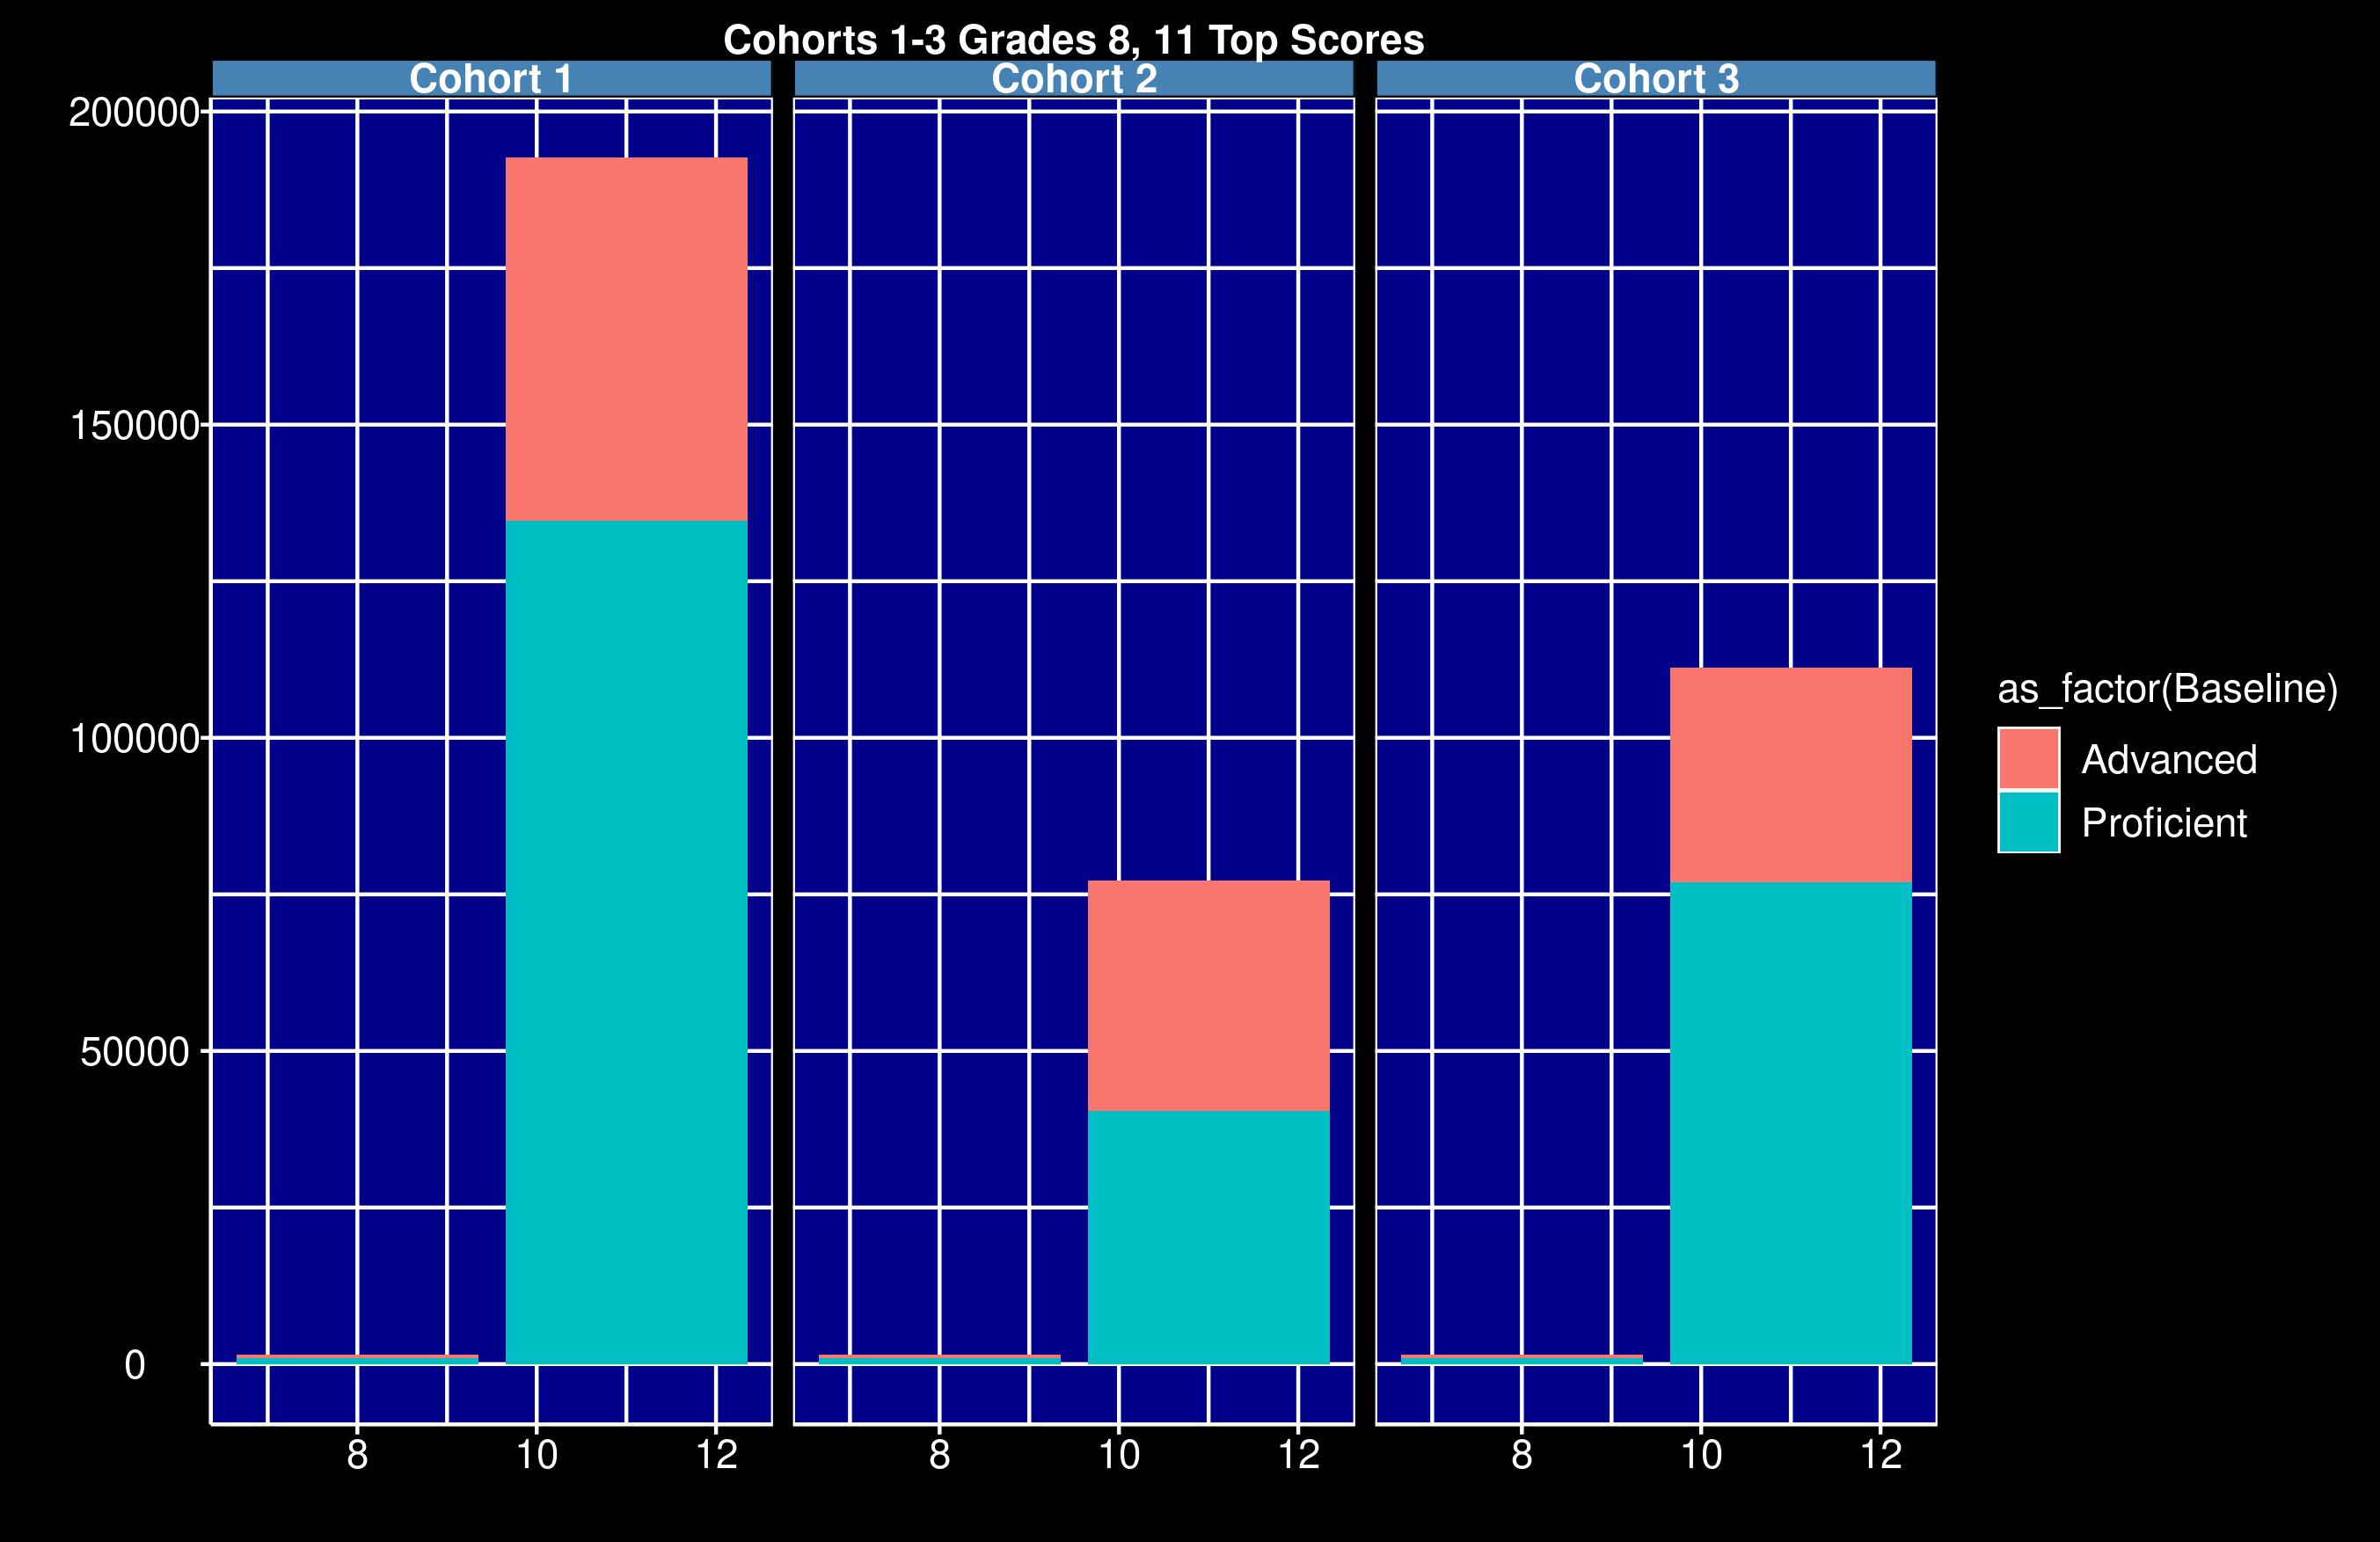 Cohorts 1-3 Grades 8, 11 Top Scores
Cohort 1
Cohort 2
Cohort 3
200000
150000
100000
50000
0
8 10 12
8 10 12
8 10 12
as_factor(Baseline)
Advanced
Proficient